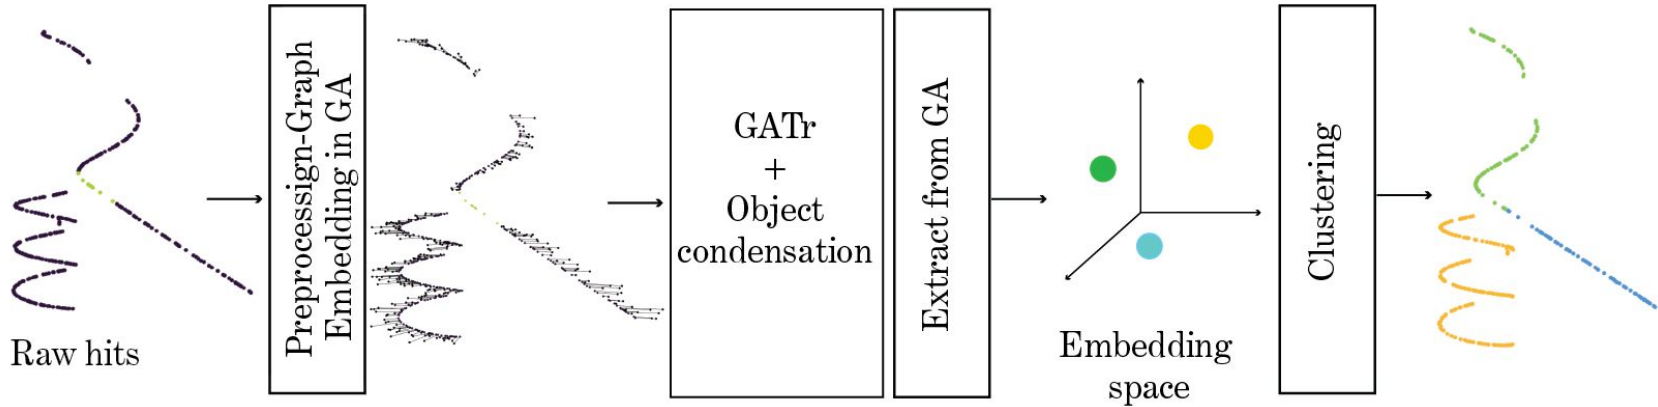 Raw hits
Preprocessign-Graph
Embedding in GA
GATr
+
Object
condensation
Extract from GA
Embedding
space
Clustering